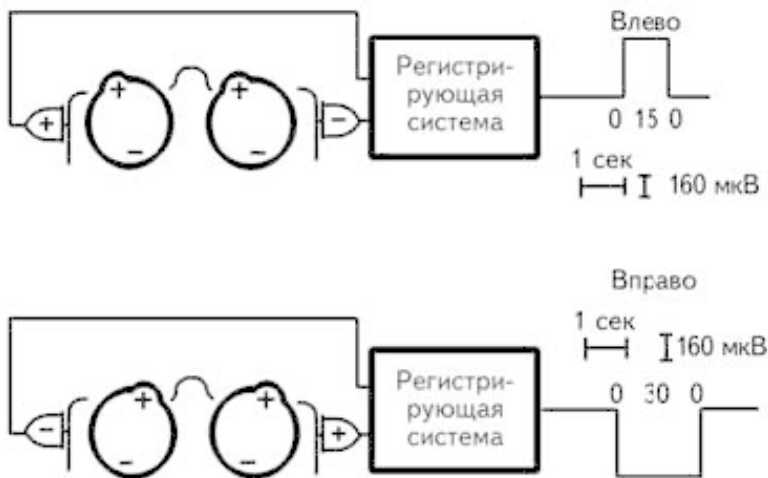 Влево
Регистри-
рующая
система
+
+
+
−
−
−
0 15 0
1 сек
160 мкВ
Вправо
1 сек
160 мкВ
Регистри-
рующая
система
0 30 0
−
+
+
+
−
−